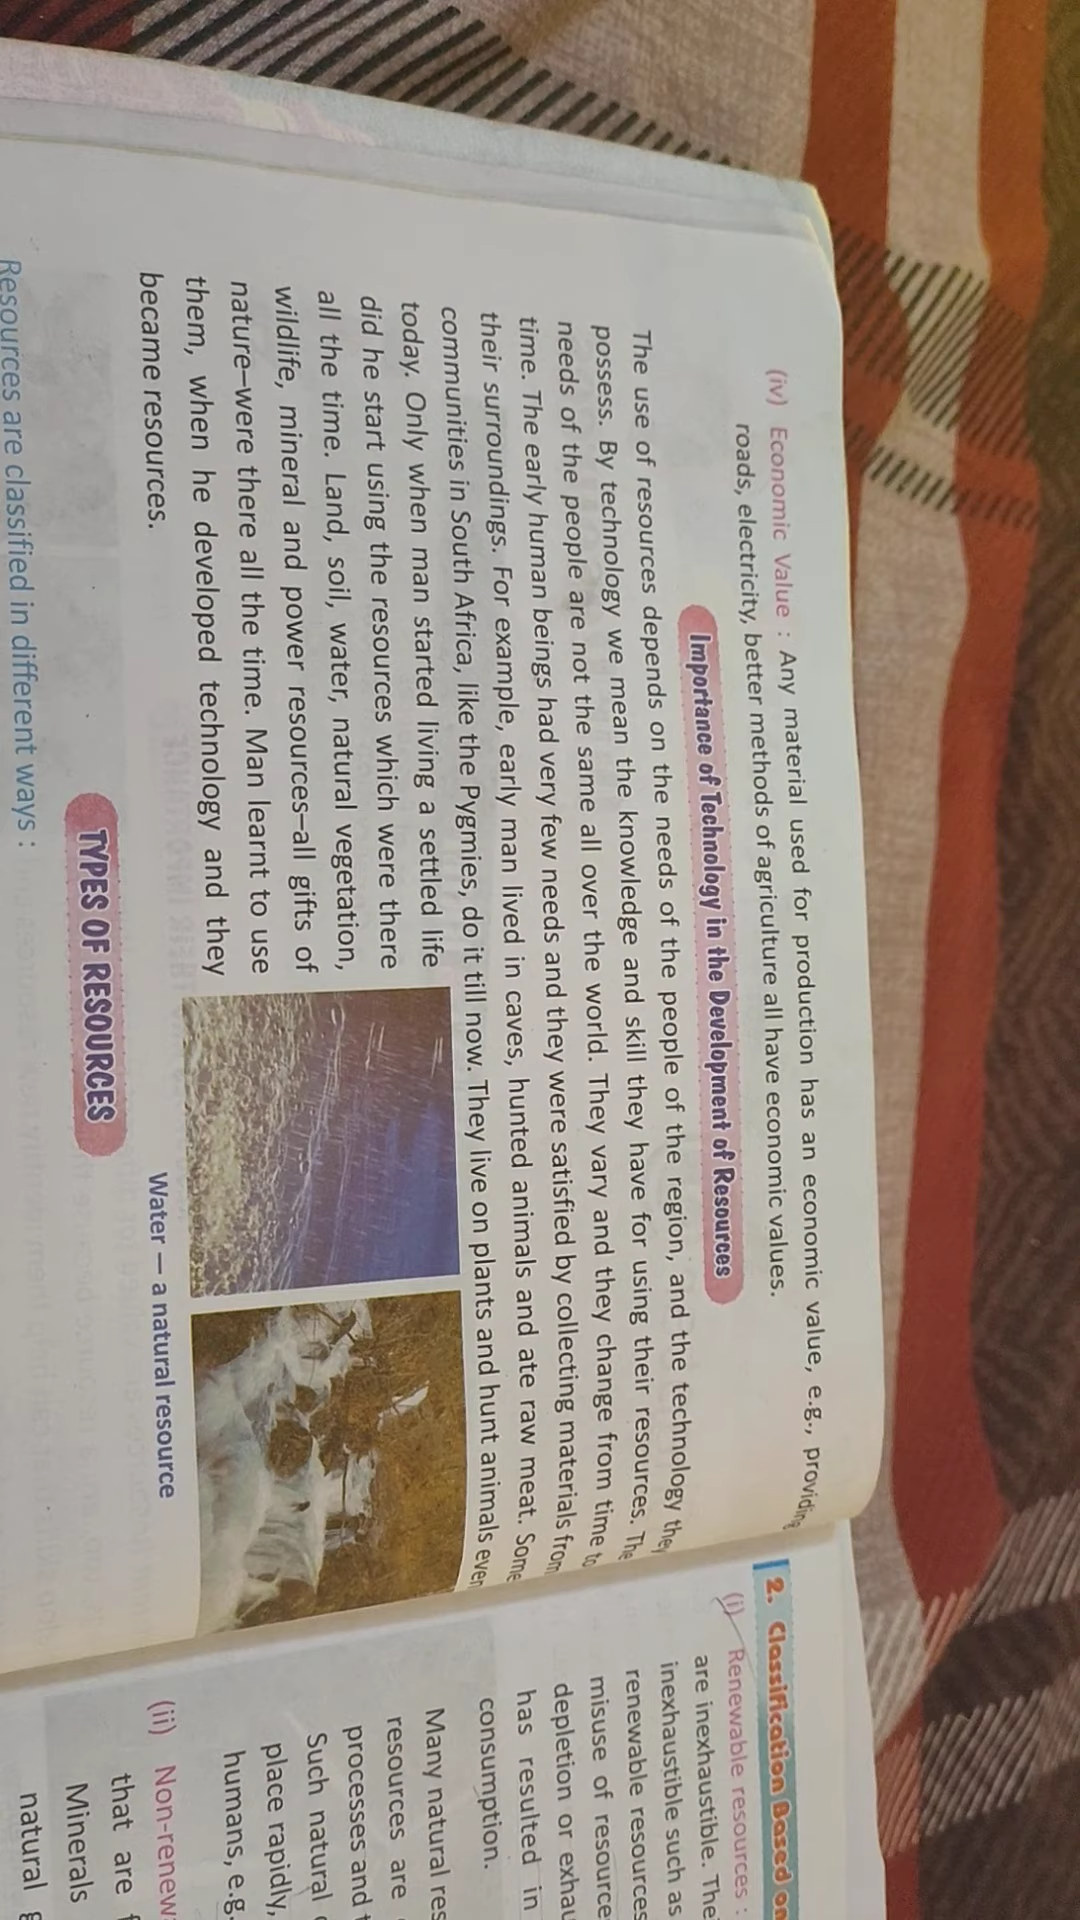 (iv) Economic Value : Any material used for production has an economic value, e.g., providing
roads, electricity, better methods of agriculture all have economic values.
Importance of Technology in the Development of Resources
The use of resources depends on the needs of the people of the region, and the technology they
possess. By technology we mean the knowledge and skill they have for using their resources. The
needs of the people are not the same all over the world. They vary and they change from time to
time. The early human beings had very few needs and they were satisfied by collecting materials from
their surroundings. For example, early man lived in caves, hunted animals and ate raw meat. Some
communities in South Africa, like the Pygmies, do it till now. They live on plants and hunt animals even
today. Only when man started living a settled life
did he start using the resources which were there
all the time. Land, soil, water, natural vegetation,
wildlife, mineral and power resources–all gifts of
nature–were there all the time. Man learnt to use
them, when he developed technology and they
became resources.
Water — a natural resource
TYPES OF RESOURCES
Resources are classified in different ways :
2. Classification Based on
(i) Renewable resources :
are inexhaustible. The
inexhaustible such as
renewable resources
misuse of resource
depletion or exhau
has resulted in
consumption.
Many natural res
resources are
processes and
Such natural
place rapidly,
humans, e.g.
(ii) Non-renew
that are
Minerals
natural